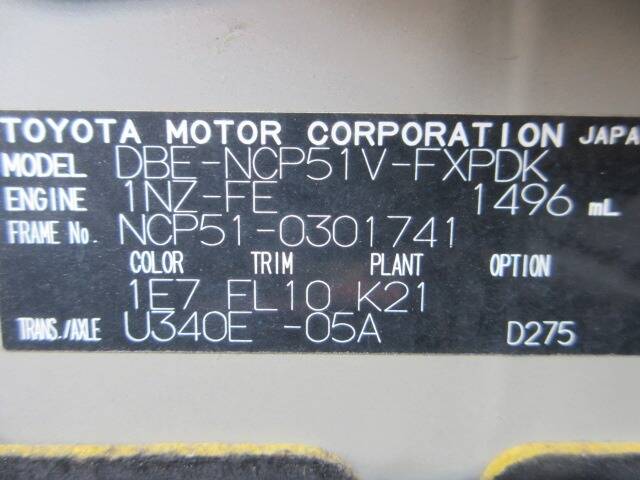 TOYOTA MOTOR CORPORATION JAPA
MODEL DBE-NCP51V-FXPDK
ENGINE 1NZ-FE 1496 mL
FRAME No. NCP51-0301741
COLOR TRIM PLANT OPTION
1E7 FL10 K21
TRANS./AXLE U340E -05A D275